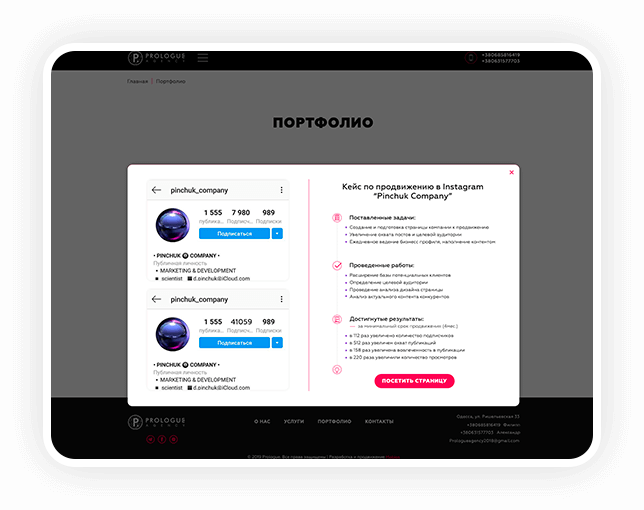 PROLOGUE
AGENCY
+380685816419
+380631577703
Главная | Портфолио
ПОРТФОЛИО
pinchuk_company
1 555 7 980 989
публика... Подписч... Подписки
Подписаться
• PINCHUK COMPANY •
Публичная личность
• MARKETING & DEVELOPMENT
scientist d.pinchuk@iCloud.com
pinchuk_company
1 555 41059 989
публика... Подписч... Подписки
Подписаться
• PINCHUK COMPANY •
Публичная личность
• MARKETING & DEVELOPMENT
scientist d.pinchuk@iCloud.com
Кейс по продвижению в Instagram
“Pinchuk Company”
Поставленные задачи:
• Создание и подготовка страницы компании к продвижению
• Увеличение охвата постов и целевой аудитории
• Ежедневное ведение бизнес профиля, наполнение контентом
Проведенные работы:
• Расширение базы потенциальных клиентов
• Определение целевой аудитории
• Проведение анализа дизайна страницы
• Анализ актуального контента конкурентов
Достигнутые результаты:
— за минимальный срок продвижения (4мес.)
• в 112 раз увеличено количество подписчиков
• в 512 раз увеличен охват публикаций
• в 158 раз увеличена вовлеченность в публикации
• в 220 раза увеличили количество просмотров
ПОСЕТИТЬ СТРАНИЦУ
PROLOGUE
AGENCY
О НАС УСЛУГИ ПОРТФОЛИО КОНТАКТЫ
Одесса, ул. Ришельевская 33
+380685816419 Филипп
+380631577703 Александр
Prologueagency2018@gmail.com
© 2019 Prologue. Все права защищены | Разработка и продвижение